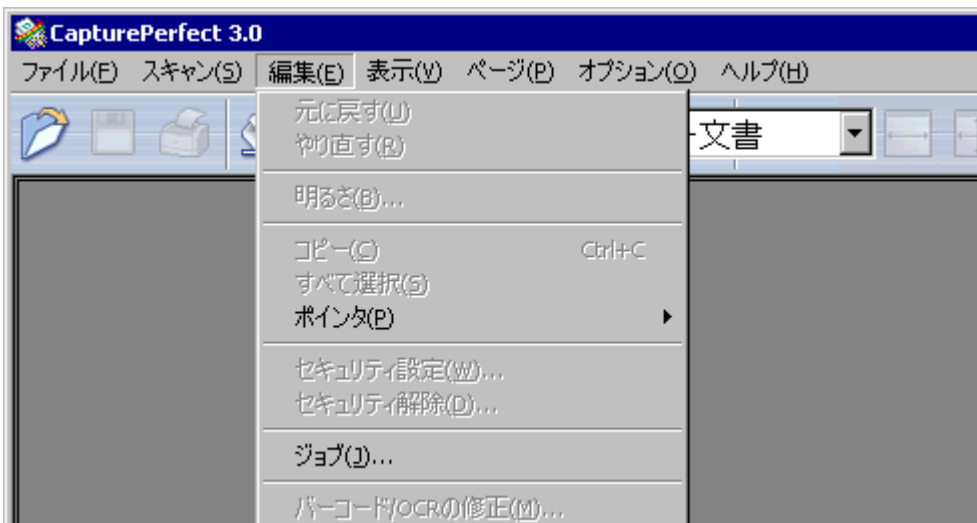 CapturePerfect 3.0
ファイル(F) スキャン(S) 編集(E) 表示(V) ページ(P) オプション(O) ヘルプ(H)
元に戻す(U)
やり直す(R)
文書
明るさ(B)...
コピー(C) Ctrl+C
すべて選択(S)
ポインタ(P)
セキュリティ設定(W)...
セキュリティ解除(D)...
ジョブ(J)...
バーコード/OCRの修正(M)...